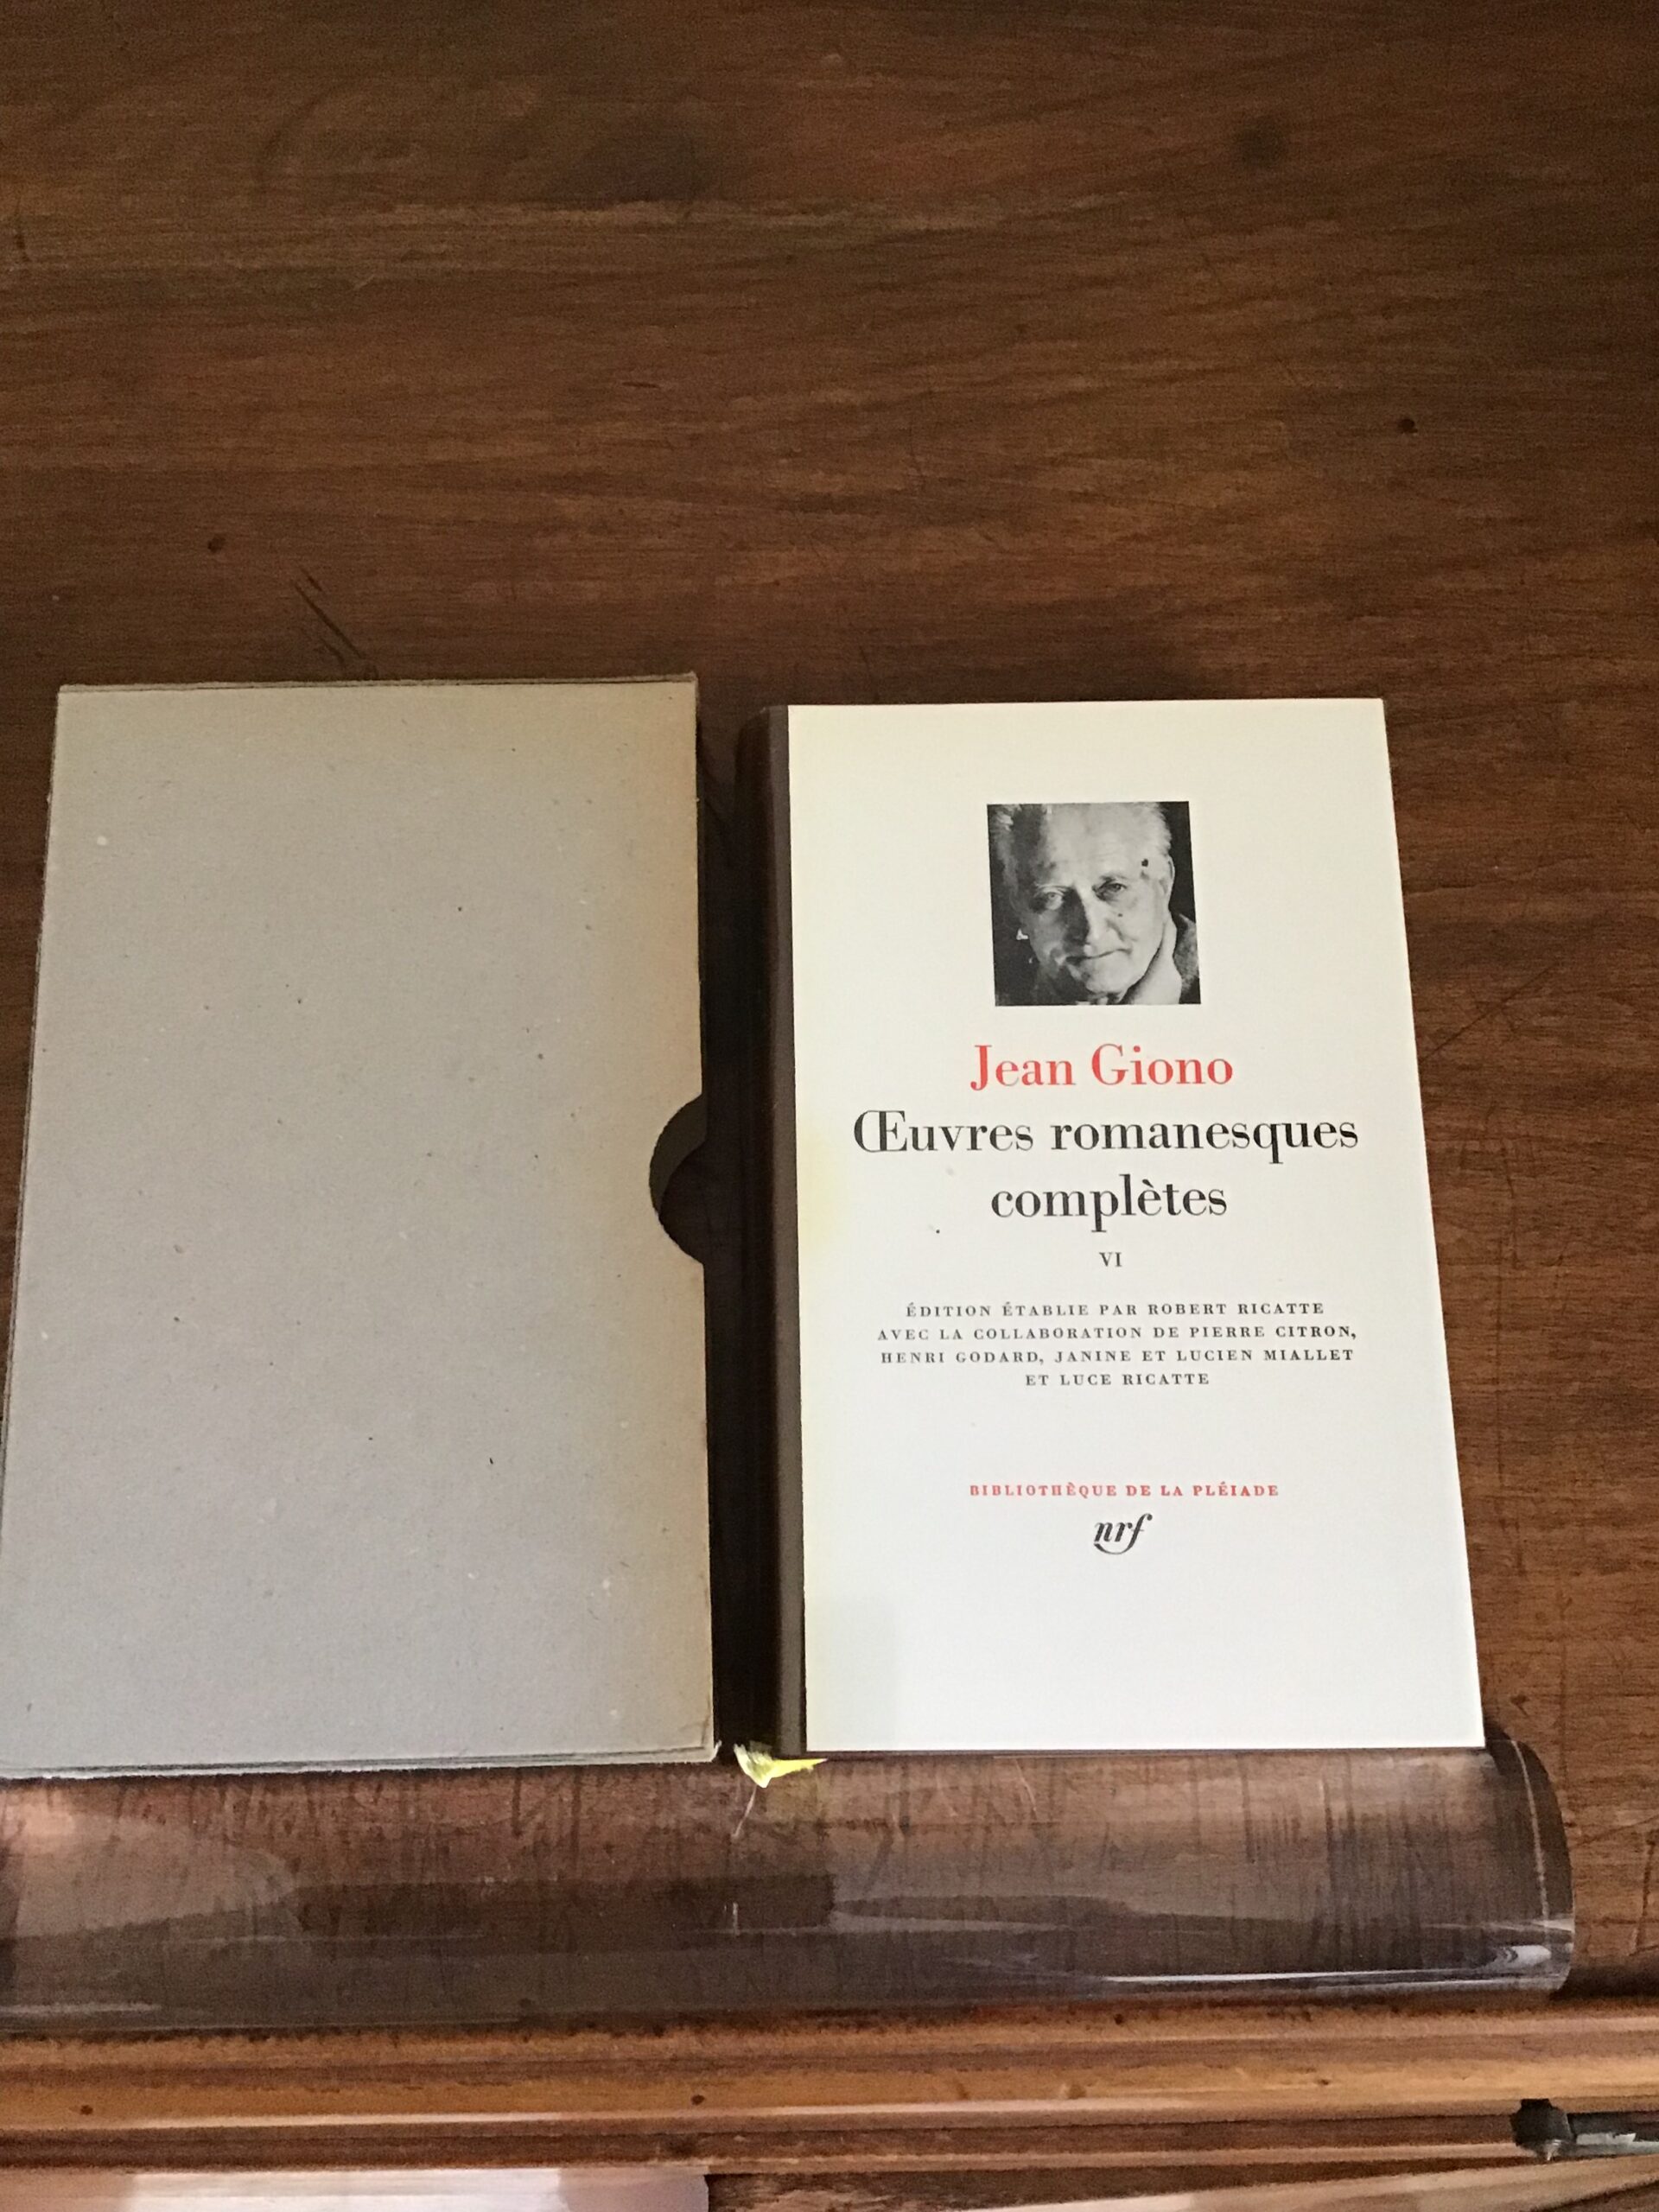 Jean Giono
Œuvres romanesques
complètes
VI
ÉDITION ÉTABLIE PAR ROBERT RICATTE
AVEC LA COLLABORATION DE PIERRE CITRON,
HENRI GODARD, JANINE ET LUCIEN MIALLET
ET LUCE RICATTE
BIBLIOTHÈQUE DE LA PLÉIADE
nrf